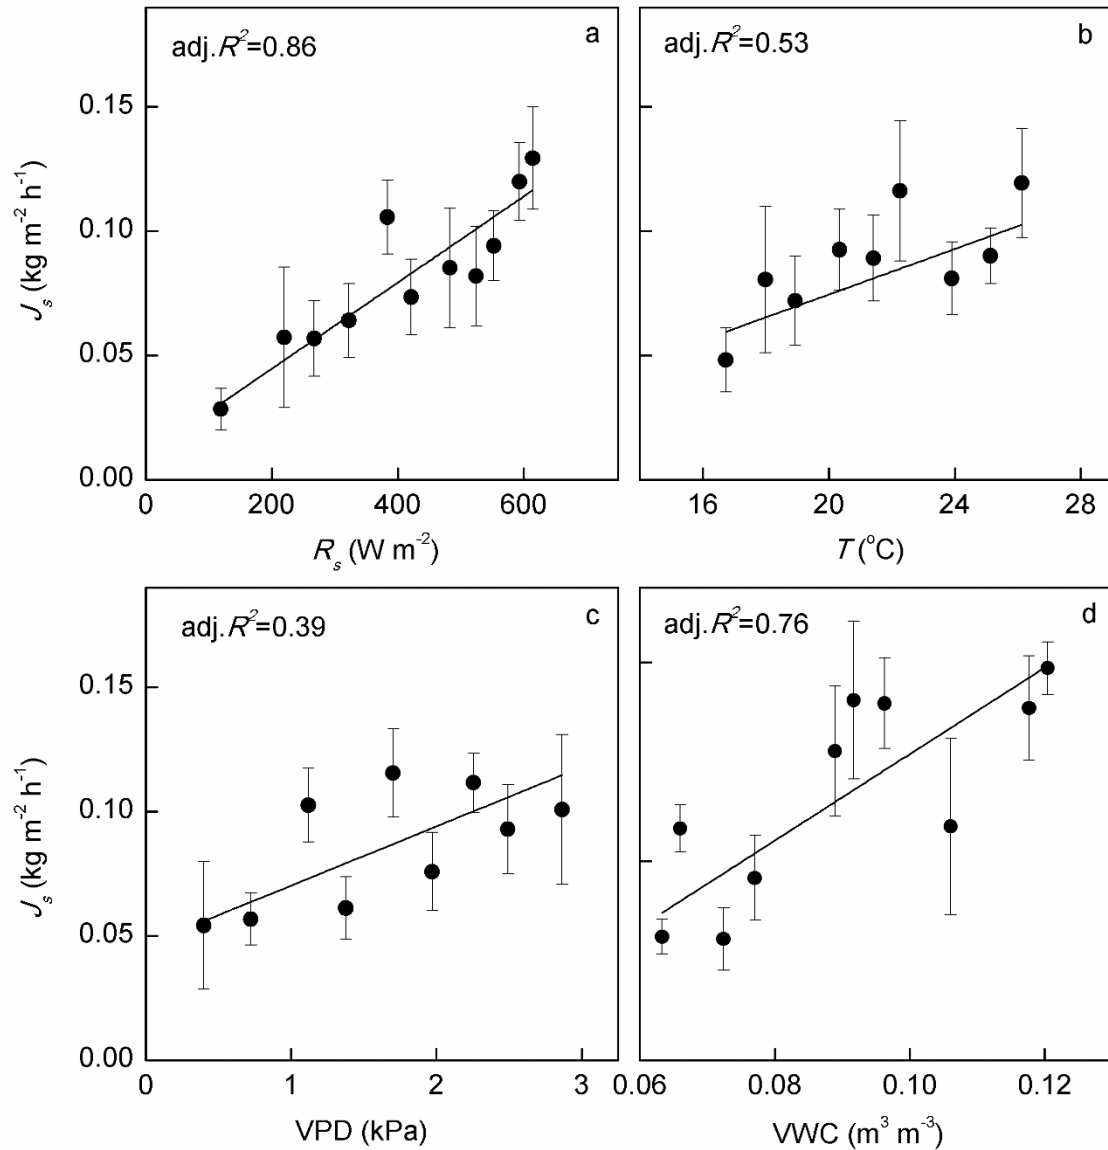 adj.R²=0.86
a
0.15
0.10
0.05
0.00
J_s (kg m⁻² h⁻¹)
0
200
400
600
R_s (W m⁻²)
adj.R²=0.53
b
16
20
24
28
T (°C)
adj.R²=0.39
c
0.15
0.10
0.05
0.00
J_s (kg m⁻² h⁻¹)
0
1
2
3
VPD (kPa)
adj.R²=0.76
d
0.06
0.08
0.10
0.12
VWC (m³ m⁻³)